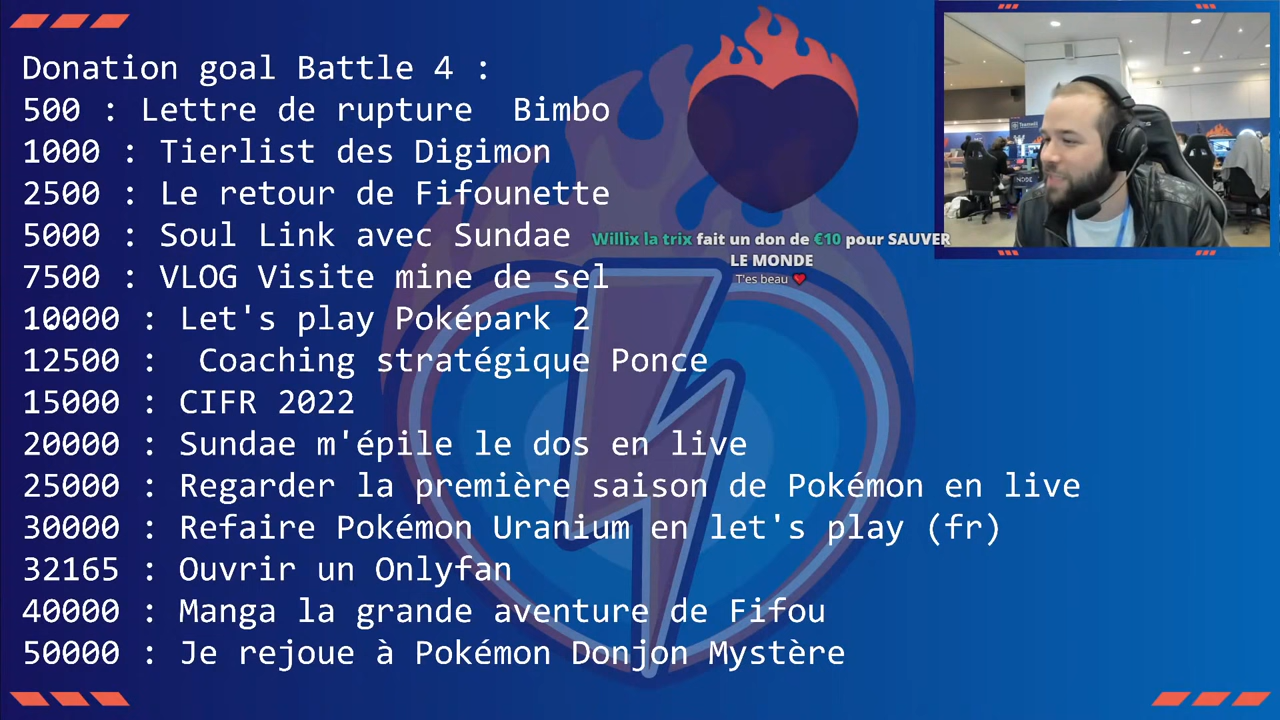 Donation goal Battle 4 :
500 : Lettre de rupture  Bimbo
1000 : Tierlist des Digimon
2500 : Le retour de Fifounette
5000 : Soul Link avec Sundae
7500 : VLOG Visite mine de sel
10000 : Let's play Poképark 2
12500 :  Coaching stratégique Ponce
15000 : CIFR 2022
20000 : Sundae m'épile le dos en live
25000 : Regarder la première saison de Pokémon en live
30000 : Refaire Pokémon Uranium en let's play (fr)
32165 : Ouvrir un Onlyfan
40000 : Manga la grande aventure de Fifou
50000 : Je rejoue à Pokémon Donjon Mystère
Willix la trix fait un don de €10 pour SAUVER
LE MONDE
T'es beau ❤